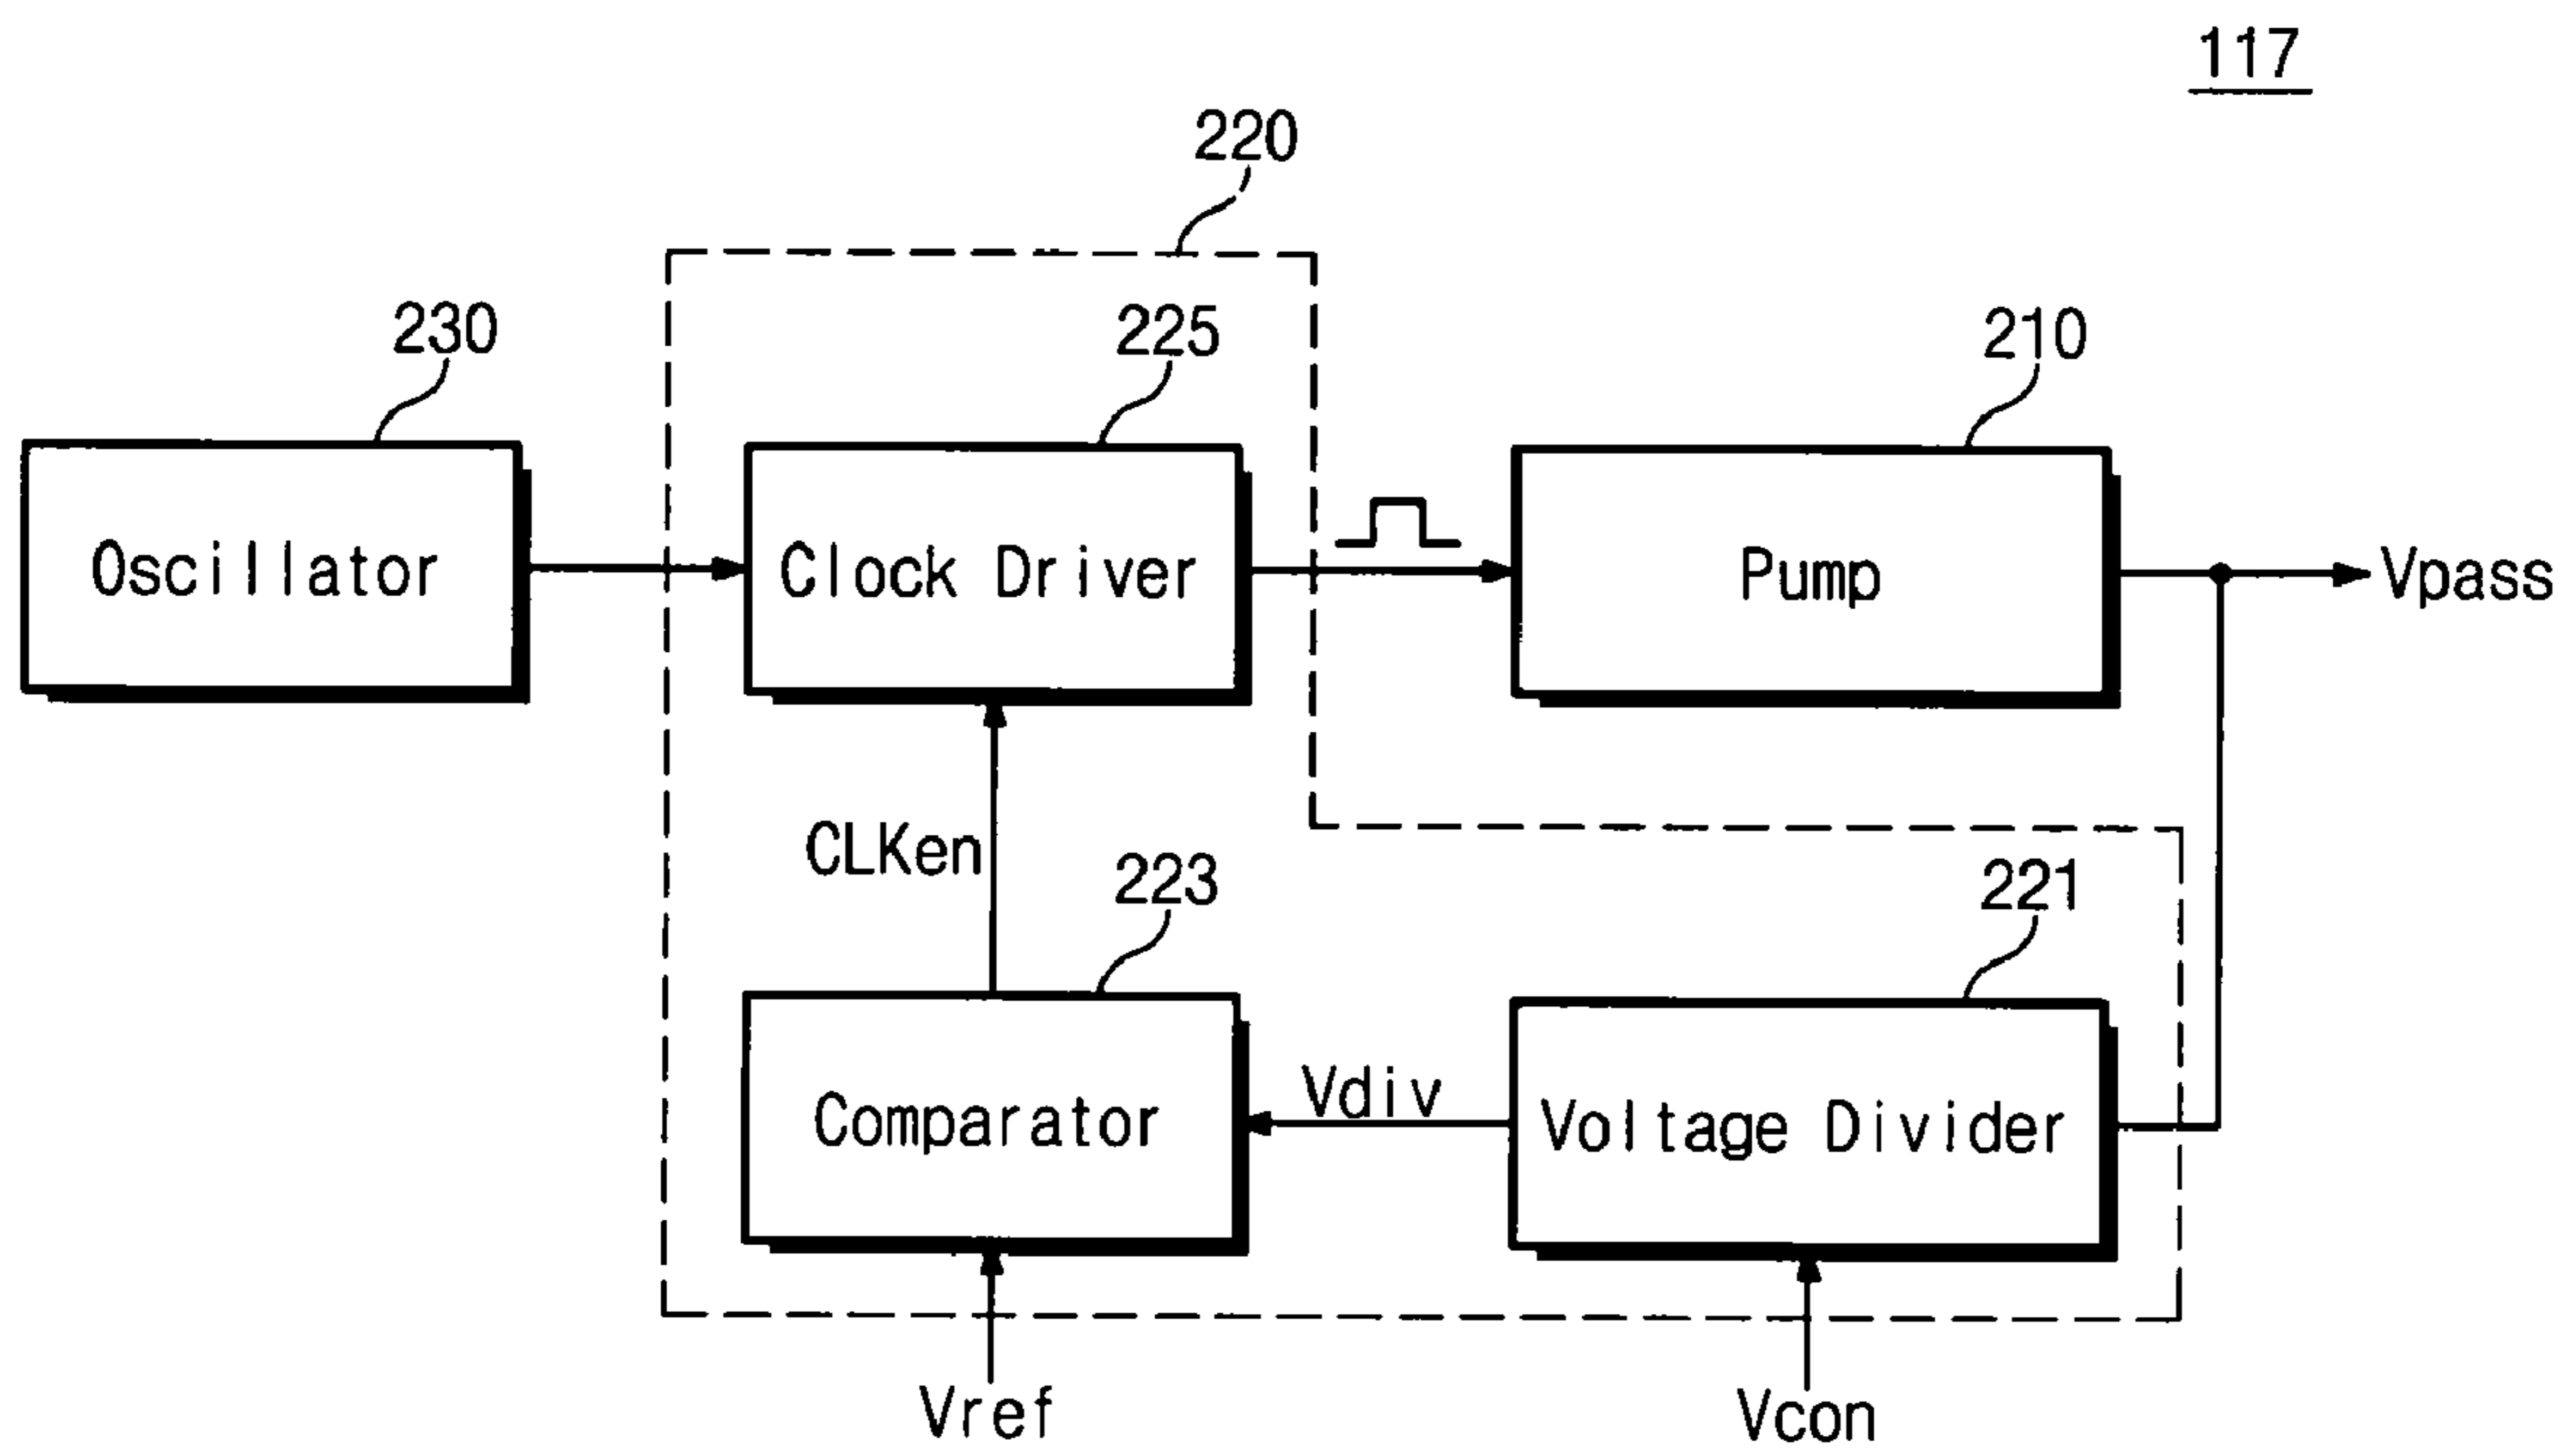 117
220
230
225
210
Oscillator
Clock Driver
Pump
Vpass
CLKen
223
221
Comparator
Vdiv
Voltage Divider
Vref
Vcon